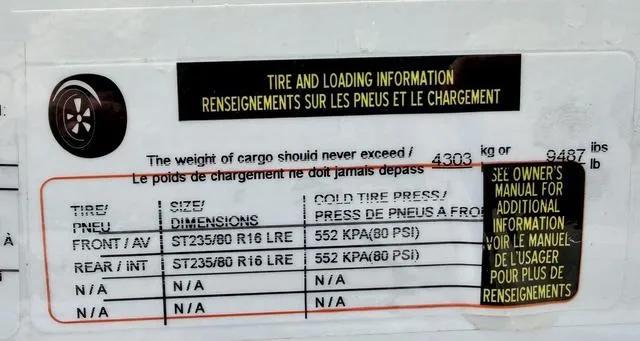 TIRE AND LOADING INFORMATION
RENSEIGNEMENTS SUR LES PNEUS ET LE CHARGEMENT
The weight of cargo should never exceed / 4303 kg or 9487 lbs
Le poids de chargement ne doit jamais depass lb
TIRE/ SIZE/ COLD TIRE PRESS/
PNEU DIMENSIONS PRESS DE PNEUS A FRO
FRONT / AV ST235/80 R16 LRE 552 KPA(80 PSI)
REAR / INT ST235/80 R16 LRE 552 KPA(80 PSI)
N/A N/A N/A
N/A N/A N/A
SEE OWNER'S
MANUAL FOR
ADDITIONAL
INFORMATION
VOIR LE MANUEL
DE L'USAGER
POUR PLUS DE
RENSEIGNEMENTS
À